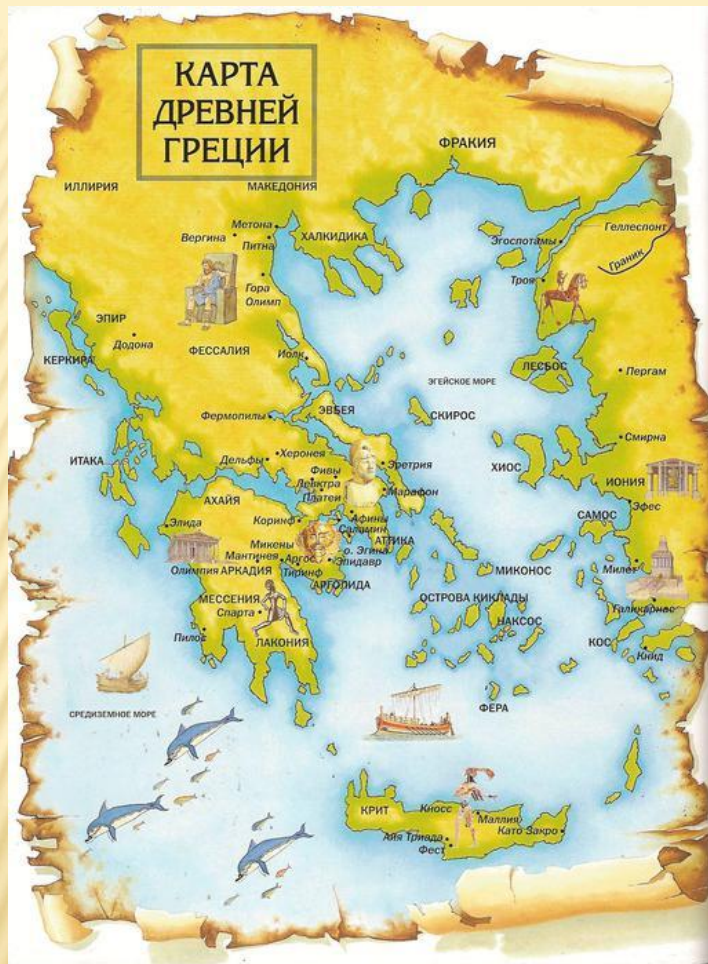 КАРТА
ДРЕВНЕЙ
ГРЕЦИИ
ФРАКИЯ
ИЛЛИРИЯ
МАКЕДОНИЯ
Метона
Вергина
Питна
ХАЛКИДИКА
Эгоспотамы
Геллеспонт
Граник
Гора
Олимп
Троя
ЭПИР
Додона
ФЕССАЛИЯ
КЕРКИРА
Иолк
ЛЕСБОС
Пергам
ЭГЕЙСКОЕ МОРЕ
Фермопилы
ЭВБЕЯ
СКИРОС
Смирна
ИТАКА
Дельфы
Херонея
Фивы
Левктра
Платеи
Эретрия
Марафон
ХИОС
ИОНИЯ
Эфес
АХАЙЯ
Элида
Коринф
Афины
Саламин
АТТИКА
САМОС
Микены
о. Эгина
Мантинея
Аргос
Эпидавр
Олимпия
АРКАДИЯ
Тиринф
АРГОЛИДА
МИКОНОС
Милет
МЕССЕНИЯ
Спарта
ОСТРОВА КИКЛАДЫ
НАКСОС
Галикарнас
Пилос
ЛАКОНИЯ
КОС
Книд
СРЕДИЗЕМНОЕ МОРЕ
ФЕРА
КРИТ
Кносс
Маллия
Айя Триада
Като Закро
Фест